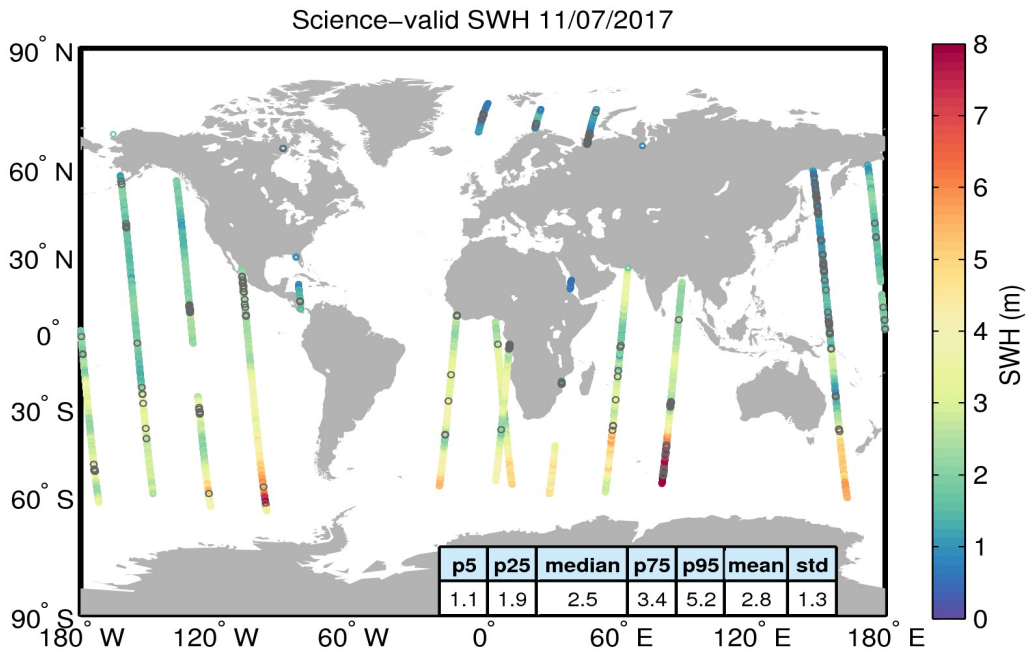 Science−valid SWH 11/07/2017
90° N
60° N
30° N
0°
30° S
60° S
90° S
180° W
120° W
60° W
0°
60° E
120° E
180° E
p5 p25 median p75 p95 mean std
1.1 1.9 2.5 3.4 5.2 2.8 1.3
8
7
6
5
4
3
2
1
0
SWH (m)